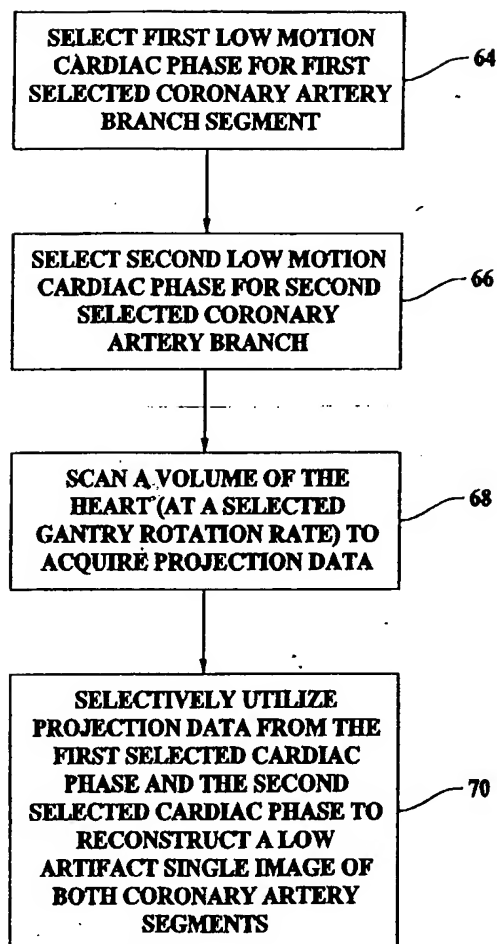 SELECT FIRST LOW MOTION
CARDIAC PHASE FOR FIRST
SELECTED CORONARY ARTERY
BRANCH SEGMENT
64
SELECT SECOND LOW MOTION
CARDIAC PHASE FOR SECOND
SELECTED CORONARY
ARTERY BRANCH
66
SCAN A VOLUME OF THE
HEART (AT A SELECTED
GANTRY ROTATION RATE) TO
ACQUIRE PROJECTION DATA
68
SELECTIVELY UTILIZE
PROJECTION DATA FROM THE
FIRST SELECTED CARDIAC
PHASE AND THE SECOND
SELECTED CARDIAC PHASE TO
RECONSTRUCT A LOW
ARTIFACT SINGLE IMAGE OF
BOTH CORONARY ARTERY
SEGMENTS
70